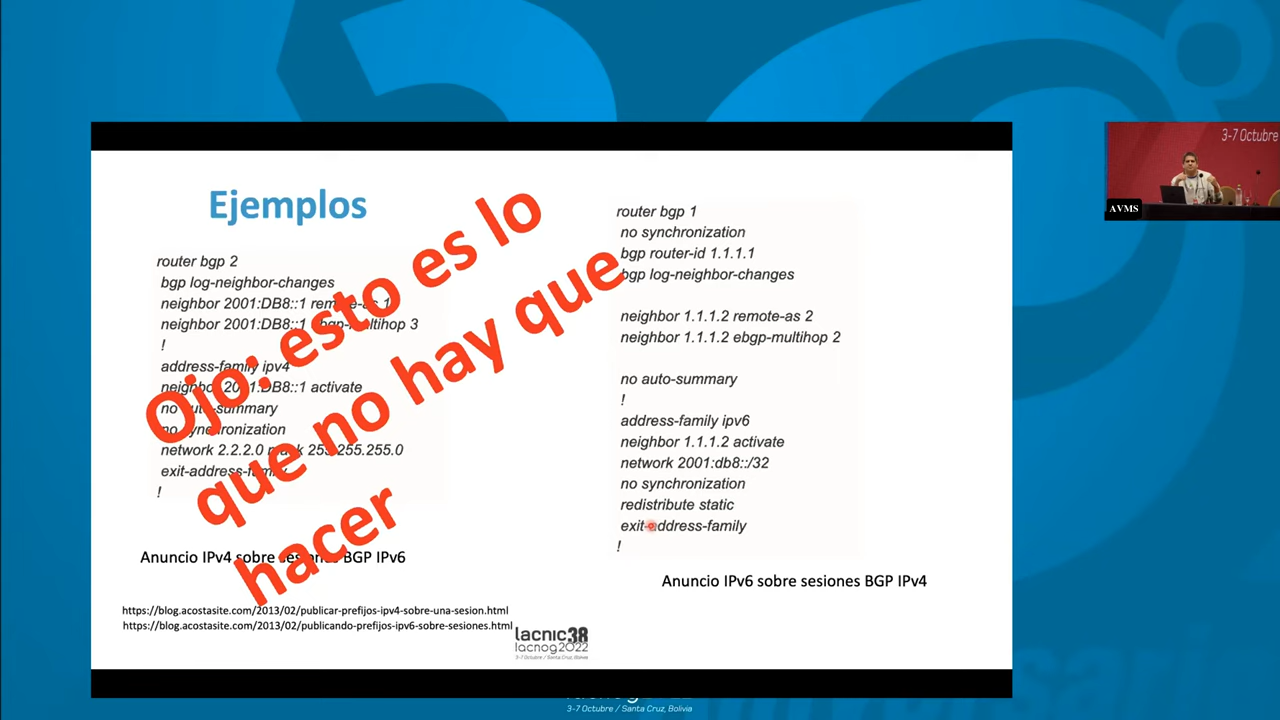 Ejemplos
router bgp 2
bgp log-neighbor-changes
neighbor 2001:DB8::1 remote-as 1
neighbor 2001:DB8::1 ebgp-multihop 3
!
address-family ipv4
neighbor 2001:DB8::1 activate
no auto-summary
no synchronization
network 2.2.2.0 mask 255.255.255.0
exit-address-family
!
Anuncio IPv4 sobre sesiones BGP IPv6
Ojo: esto es lo
que no hay que
hacer
router bgp 1
no synchronization
bgp router-id 1.1.1.1
bgp log-neighbor-changes
neighbor 1.1.1.2 remote-as 2
neighbor 1.1.1.2 ebgp-multihop 2
no auto-summary
!
address-family ipv6
neighbor 1.1.1.2 activate
network 2001:db8::/32
no synchronization
redistribute static
exit-address-family
!
Anuncio IPv6 sobre sesiones BGP IPv4
https://blog.acostasite.com/2013/02/publicar-prefijos-ipv4-sobre-una-sesion.html
https://blog.acostasite.com/2013/02/publicando-prefijos-ipv6-sobre-sesiones.html
lacnic38
lacnog2022
3-7 Octubre / Santa Cruz, Bolivia
3-7 Octubre
AVMS
3-7 Octubre / Santa Cruz, Bolivia